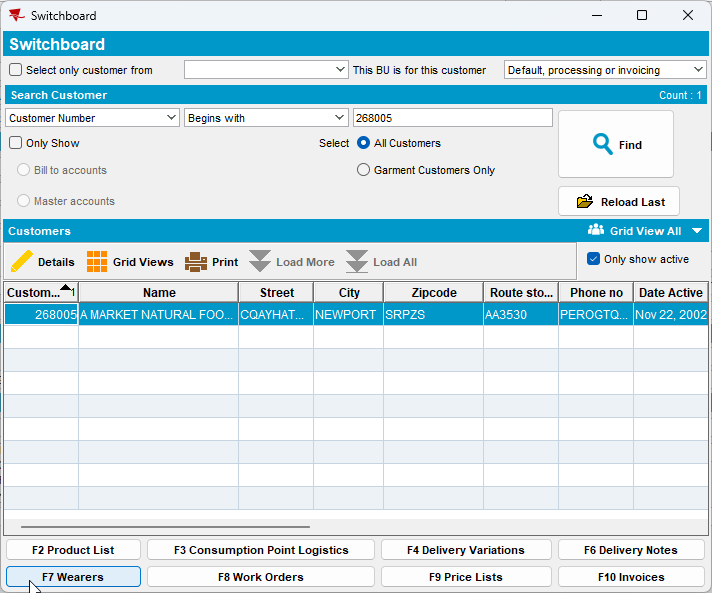 Switchboard
Switchboard
Select only customer from This BU is for this customer Default, processing or invoicing
Search Customer Count : 1
Customer Number Begins with 268005
Only Show Select All Customers
Find
Bill to accounts Garment Customers Only
Master accounts Reload Last
Customers Grid View All
Details Grid Views Print Load More Load All Only show active
Custom... 1 Name Street City Zipcode Route sto... Phone no Date Active
268005 A MARKET NATURAL FOO... CQAYHAT... NEWPORT SRPZS AA3530 PEROGTQ... Nov 22, 2002
F2 Product List F3 Consumption Point Logistics F4 Delivery Variations F6 Delivery Notes
F7 Wearers F8 Work Orders F9 Price Lists F10 Invoices